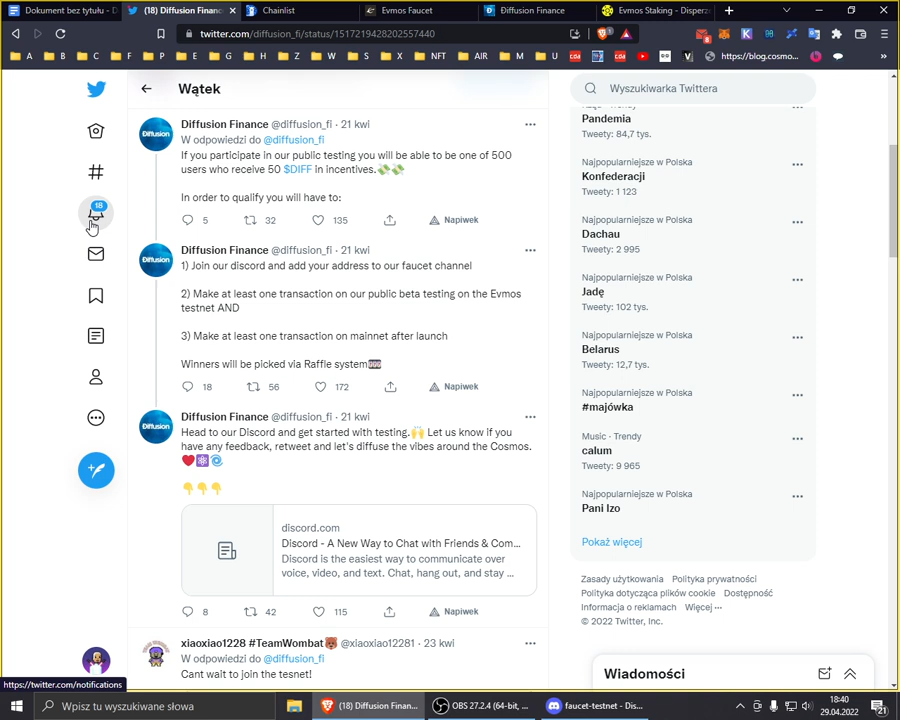 Dokument bez tytułu - D
(18) Diffusion Finan
Chainlist
Evmos Faucet
Diffusion Finance
Evmos Staking - Disperze
twitter.com/diffusion_fi/status/1517219428202557440
A
B
C
F
P
E
G
H
Z
S
X
NFT
AIR
M
U
https://blog.cosmo...
Wątek
Wyszukiwarka Twittera
18
Diffusion Finance @diffusion_fi · 21 kwi
W odpowiedzi do @diffusion_fi
If you participate in our public testing you will be able to be one of 500
users who receive 50 $DIFF in incentives.💸💸
In order to qualify you will have to:
5 32 135 Napiwek
Diffusion Finance @diffusion_fi · 21 kwi
1) Join our discord and add your address to our faucet channel
2) Make at least one transaction on our public beta testing on the Evmos
testnet AND
3) Make at least one transaction on mainnet after launch
Winners will be picked via Raffle system🎟
18 56 172 Napiwek
Diffusion Finance @diffusion_fi · 21 kwi
Head to our Discord and get started with testing.🙌 Let us know if you
have any feedback, retweet and let's diffuse the vibes around the Cosmos.
❤️⚛️🌀
👇👇👇
discord.com
Discord - A New Way to Chat with Friends & Com...
Discord is the easiest way to communicate over
voice, video, and text. Chat, hang out, and stay ...
8 42 115 Napiwek
xiaoxiao1228 #TeamWombat🐻 @xiaoxiao12281 · 23 kwi
W odpowiedzi do @diffusion_fi
Cant wait to join the tesnet!
Pandemia
Tweety: 84,7 tys.
Najpopularniejsze w Polska
Konfederacji
Tweety: 1 123
Najpopularniejsze w Polska
Dachau
Tweety: 2 995
Najpopularniejsze w Polska
Jadę
Tweety: 102 tys.
Najpopularniejsze w Polska
Belarus
Tweety: 12,7 tys.
Najpopularniejsze w Polska
#majówka
Music · Trendy
calum
Tweety: 9 965
Najpopularniejsze w Polska
Pani Izo
Pokaż więcej
Zasady użytkowania Polityka prywatności
Polityka dotycząca plików cookie Dostępność
Informacja o reklamach Więcej ···
© 2022 Twitter, Inc.
Wiadomości
https://twitter.com/notifications
Wpisz tu wyszukiwane słowa
(18) Diffusion Finan...
OBS 27.2.4 (64-bit, ...
faucet-testnet - Dis...
18:40
29.04.2022
21